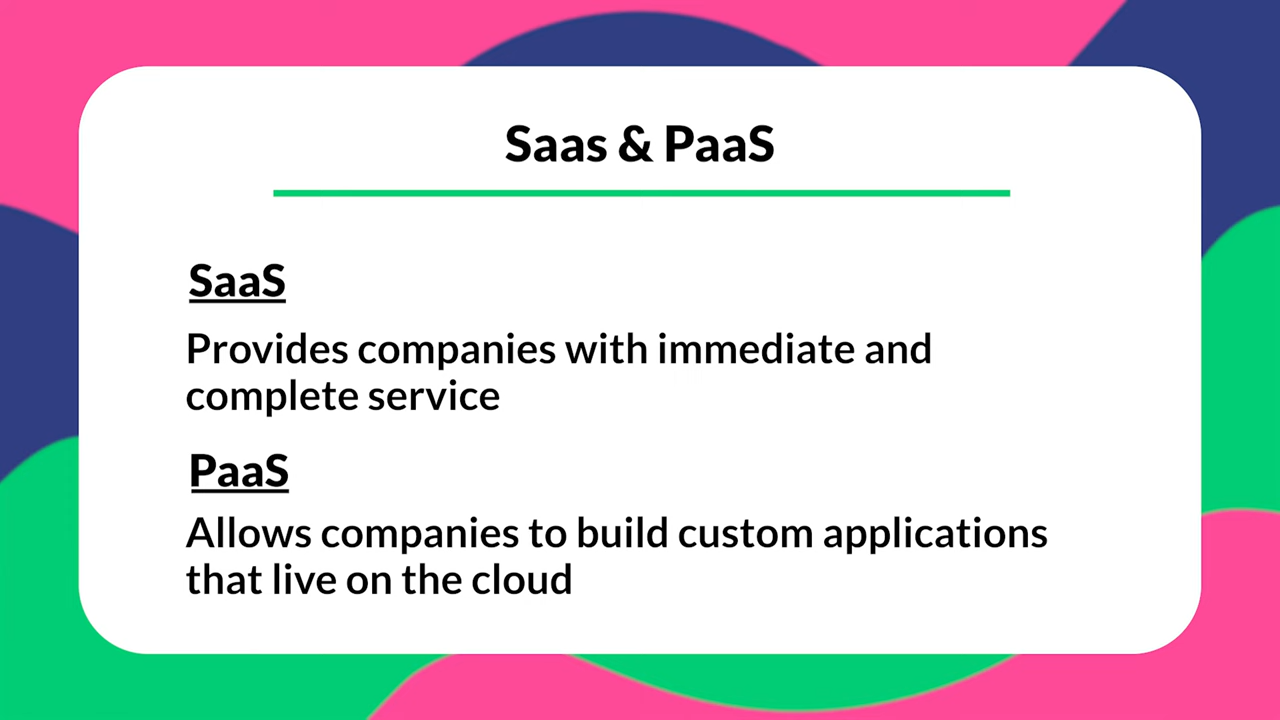 Saas & PaaS
SaaS
Provides companies with immediate and
complete service
PaaS
Allows companies to build custom applications
that live on the cloud